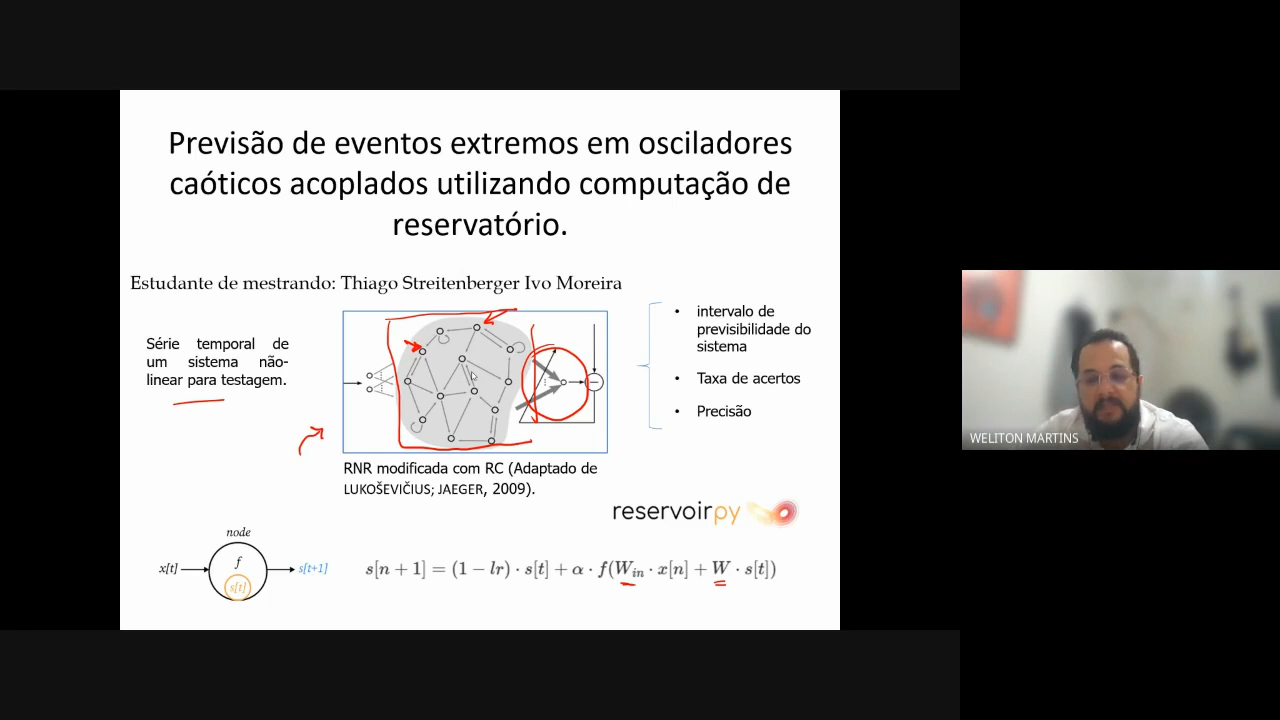 Previsão de eventos extremos em osciladores
caóticos acoplados utilizando computação de
reservatório.
Estudante de mestrando: Thiago Streitenberger Ivo Moreira
Série temporal de
um sistema não-
linear para testagem.
RNR modificada com RC (Adaptado de
LUKOŠEVIČIUS; JAEGER, 2009).
• intervalo de
previsibilidade do
sistema
• Taxa de acertos
• Precisão
reservoirpy
node
x[t]
f
s[t]
s[t+1]
s[n + 1] = (1 − lr) · s[t] + α · f(W_in · x[n] + W · s[t])
WELITON MARTINS